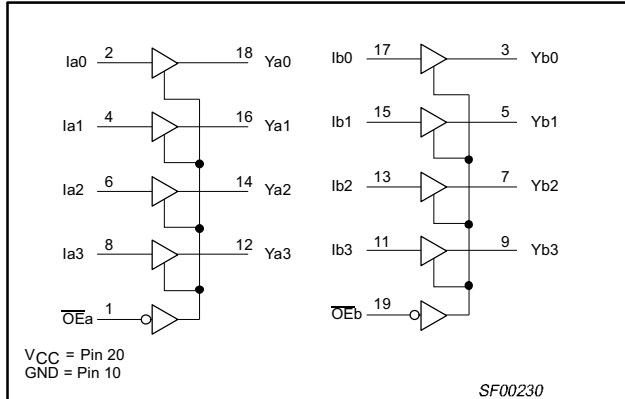 Ia0 2 18 Ya0 Ib0 17 3 Yb0
Ia1 4 16 Ya1 Ib1 15 5 Yb1
Ia2 6 14 Ya2 Ib2 13 7 Yb2
Ia3 8 12 Ya3 Ib3 11 9 Yb3
OEa 1 OEb 19
VCC = Pin 20
GND = Pin 10
SF00230